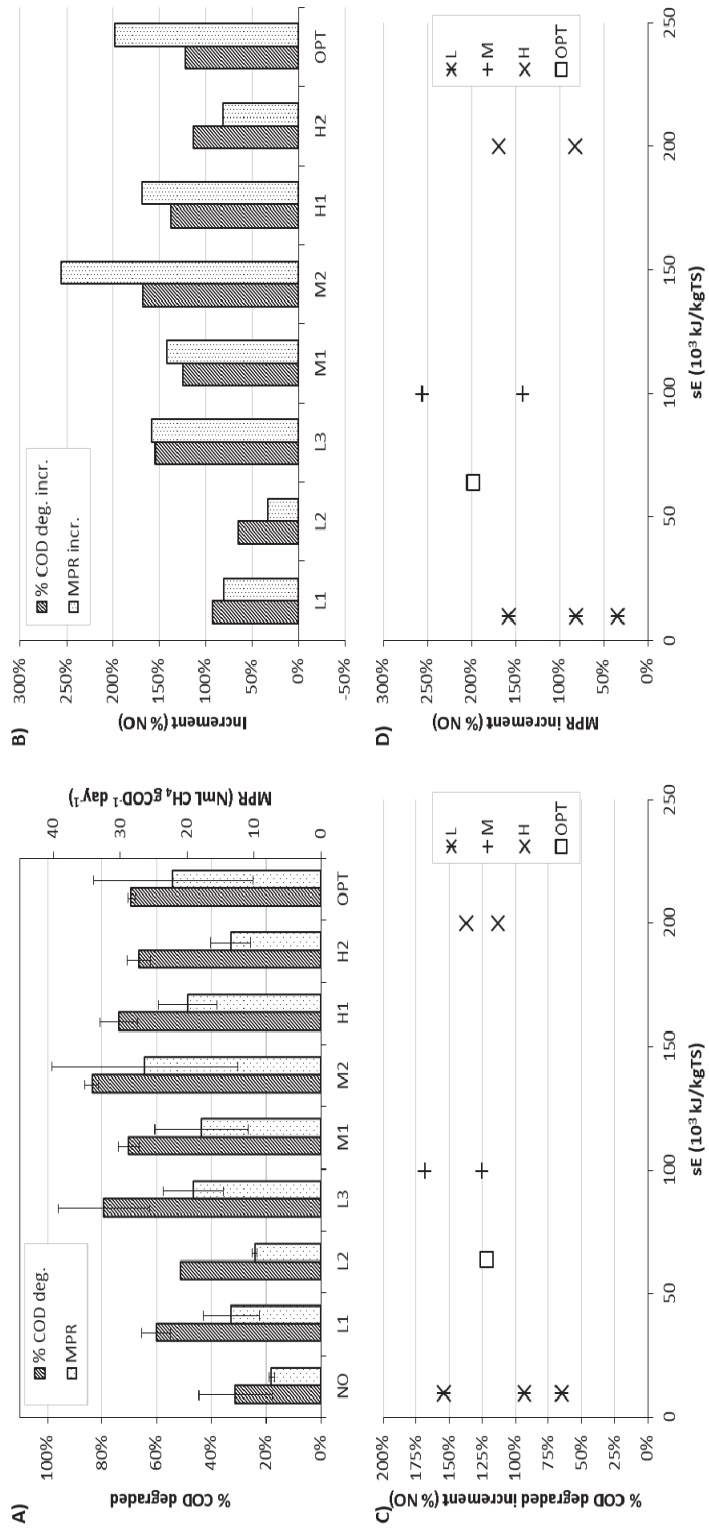 A)
% COD degraded
100%
80%
60%
40%
20%
0%
% COD deg.
MPR
MPR (NmL CH₄ gCOD⁻¹ day⁻¹)
40
30
20
10
0
NO L1 L2 L3 M1 M2 H1 H2 OPT
B)
Increment (% NO)
300%
250%
200%
150%
100%
50%
0%
-50%
% COD deg. incr.
MPR incr.
L1 L2 L3 M1 M2 H1 H2 OPT
C)
% COD degraded increment (% NO)
200%
175%
150%
125%
100%
75%
50%
25%
0%
0 50 100 150 200 250
sE (10³ kJ/kgTS)
L
M
H
OPT
D)
MPR increment (% NO)
300%
250%
200%
150%
100%
50%
0%
0 50 100 150 200 250
sE (10³ kJ/kgTS)
L
M
H
OPT